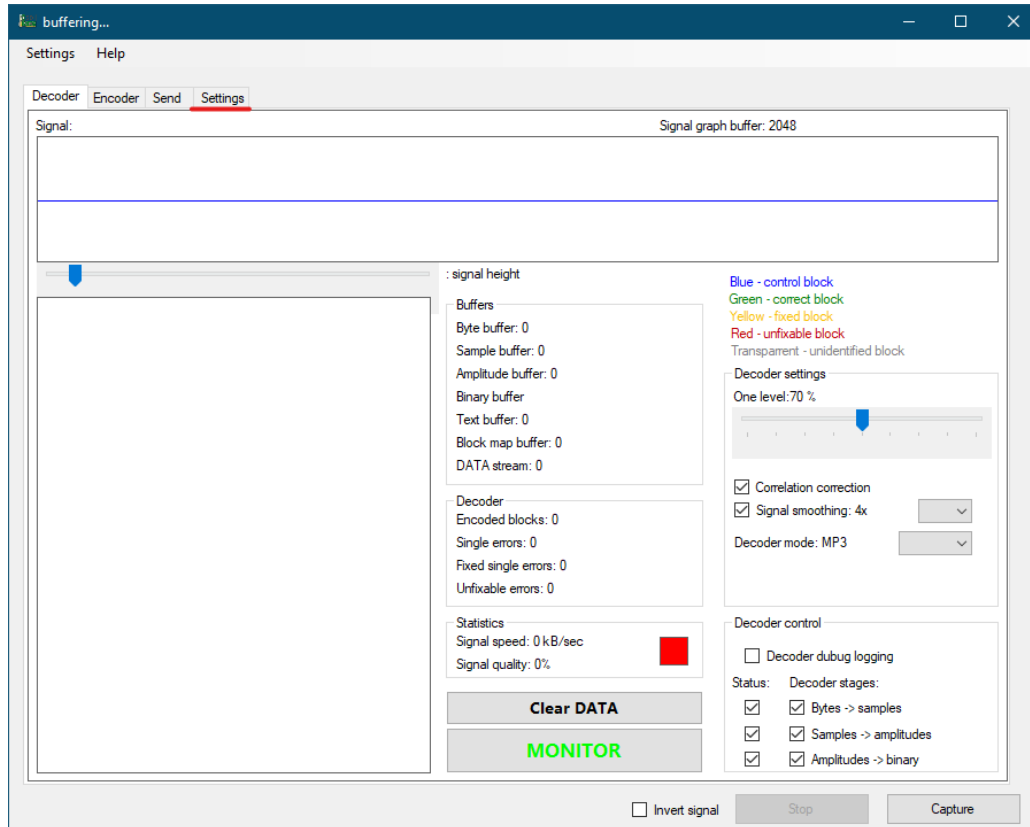 buffering...
Settings Help
Decoder Encoder Send Settings
Signal: Signal graph buffer: 2048
: signal height
Blue - control block
Green - correct block
Yellow - fixed block
Red - unfixable block
Transparrent - unidentified block
Buffers
Byte buffer: 0
Sample buffer: 0
Amplitude buffer: 0
Binary buffer
Text buffer: 0
Block map buffer: 0
DATA stream: 0
Decoder
Encoded blocks: 0
Single errors: 0
Fixed single errors: 0
Unfixable errors: 0
Statistics
Signal speed: 0 kB/sec
Signal quality: 0%
Clear DATA
MONITOR
Decoder settings
One level:70 %
Correlation correction
Signal smoothing: 4x
Decoder mode: MP3
Decoder control
Decoder dubug logging
Status: Decoder stages:
Bytes -> samples
Samples -> amplitudes
Amplitudes -> binary
Invert signal Stop Capture